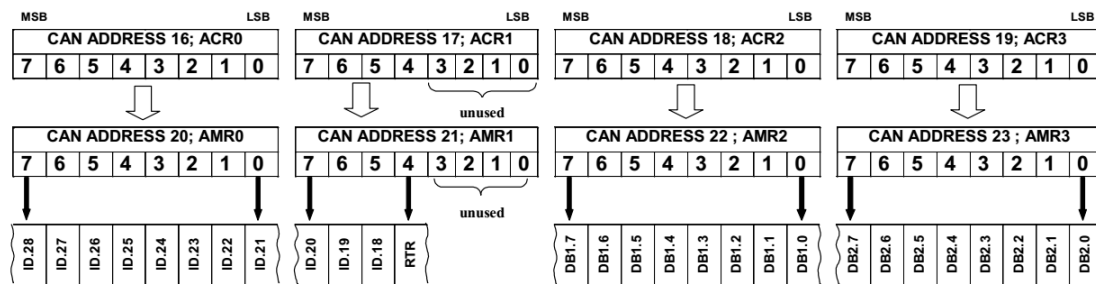 MSB LSB MSB LSB MSB LSB
CAN ADDRESS 16; ACR0 CAN ADDRESS 17; ACR1 CAN ADDRESS 18; ACR2 CAN ADDRESS 19; ACR3
7 6 5 4 3 2 1 0 7 6 5 4 3 2 1 0 7 6 5 4 3 2 1 0 7 6 5 4 3 2 1 0
unused
CAN ADDRESS 20; AMR0 CAN ADDRESS 21; AMR1 CAN ADDRESS 22 ; AMR2 CAN ADDRESS 23 ; AMR3
7 6 5 4 3 2 1 0 7 6 5 4 3 2 1 0 7 6 5 4 3 2 1 0 7 6 5 4 3 2 1 0
unused
ID.28 ID.27 ID.26 ID.25 ID.24 ID.23 ID.22 ID.21 ID.20 ID.19 ID.18 RTR DB1.7 DB1.6 DB1.5 DB1.4 DB1.3 DB1.2 DB1.1 DB1.0 DB2.7 DB2.6 DB2.5 DB2.4 DB2.3 DB2.2 DB2.1 DB2.0